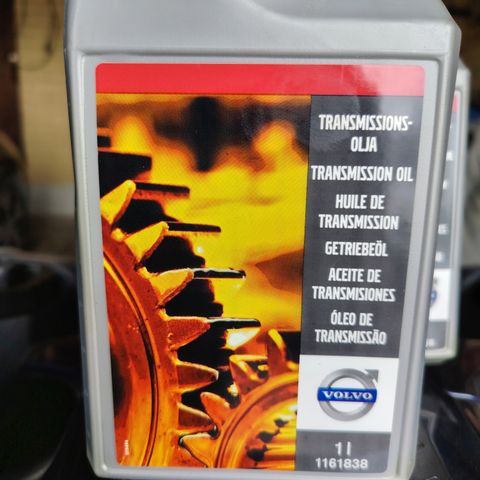 TRANSMISSIONS-
OLJA
TRANSMISSION OIL
HUILE DE
TRANSMISSION
GETRIEBEÖL
ACEITE DE
TRANSMISIONES
ÓLEO DE
TRANSMISSÃO
VOLVO
1 l
1161838